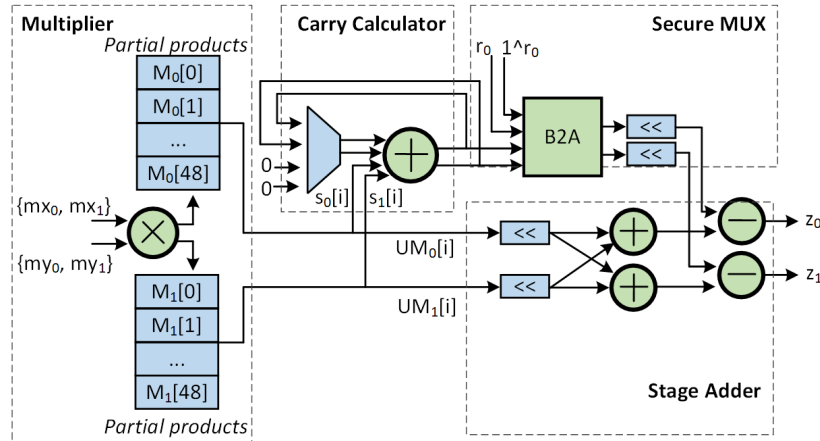 Multiplier
Carry Calculator
Secure MUX
Partial products
M₀[0]
M₀[1]
...
M₀[48]
r₀ 1^r₀
B2A
<<
<<
0
0
s₀[i] s₁[i]
{mx₀, mx₁}
{my₀, my₁}
×
+
UM₀[i]
<<
+
−
z₀
UM₁[i]
<<
+
−
z₁
M₁[0]
M₁[1]
...
M₁[48]
Partial products
Stage Adder